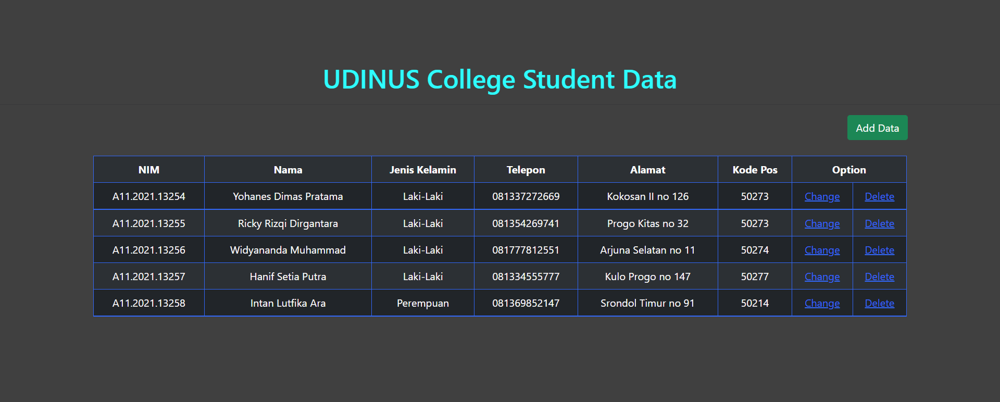 UDINUS College Student Data
Add Data
NIM Nama Jenis Kelamin Telepon Alamat Kode Pos Option
A11.2021.13254 Yohanes Dimas Pratama Laki-Laki 081337272669 Kokosan II no 126 50273 Change Delete
A11.2021.13255 Ricky Rizqi Dirgantara Laki-Laki 081354269741 Progo Kitas no 32 50273 Change Delete
A11.2021.13256 Widyananda Muhammad Laki-Laki 081777812551 Arjuna Selatan no 11 50274 Change Delete
A11.2021.13257 Hanif Setia Putra Laki-Laki 081334555777 Kulo Progo no 147 50277 Change Delete
A11.2021.13258 Intan Lutfika Ara Perempuan 081369852147 Srondol Timur no 91 50214 Change Delete